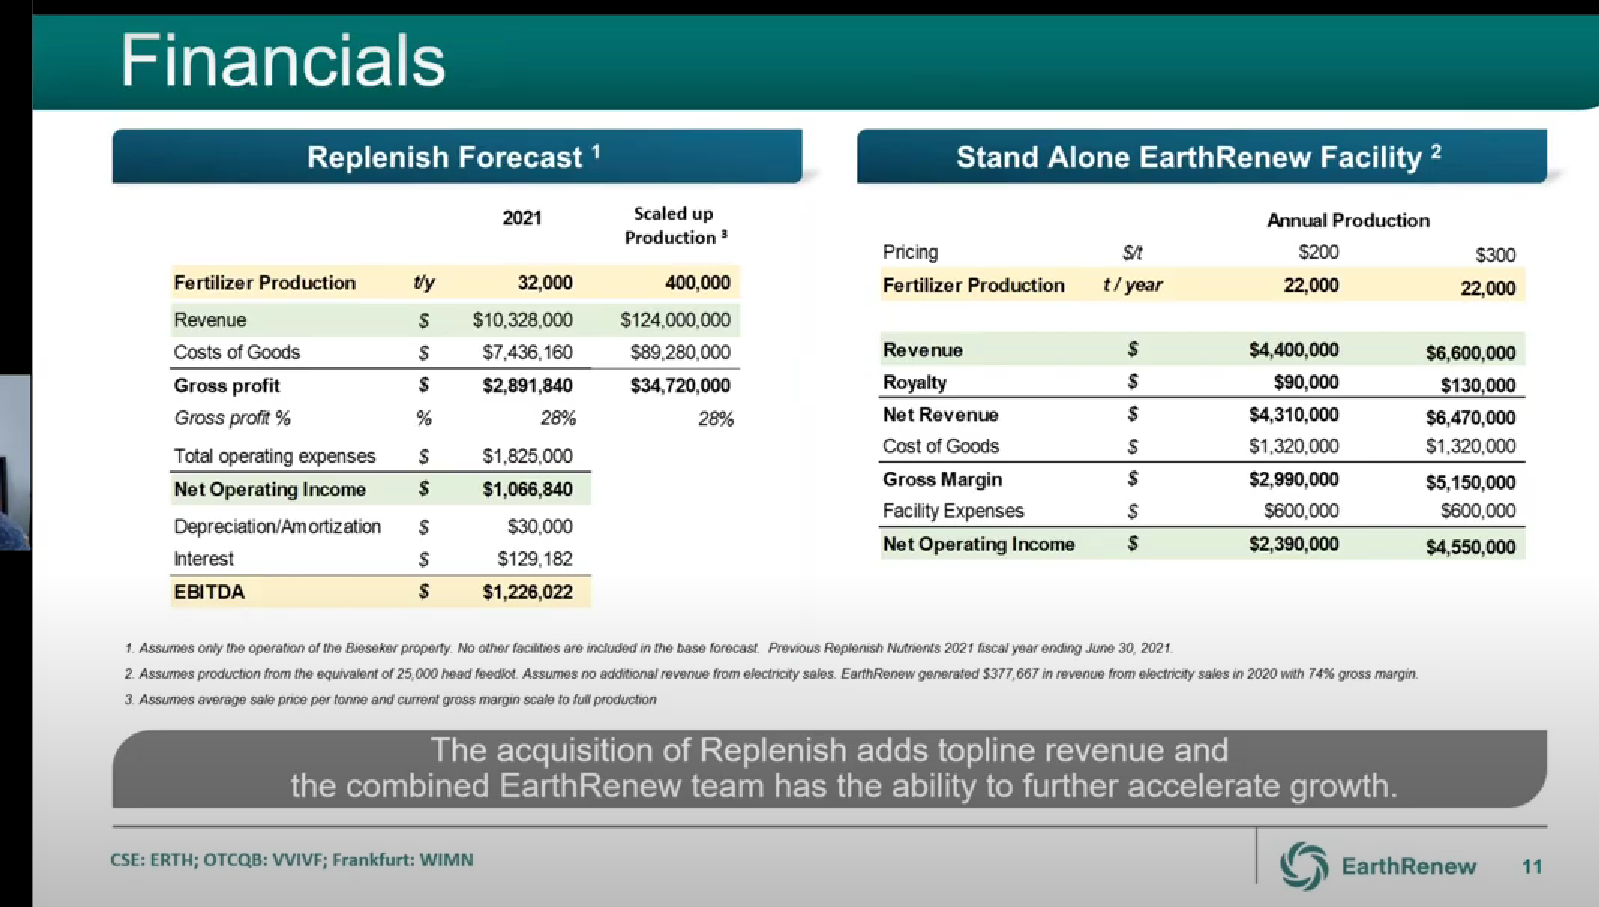 Financials
Replenish Forecast ¹
2021
Scaled up
Production ³
Fertilizer Production t/y 32,000 400,000
Revenue $ $10,328,000 $124,000,000
Costs of Goods $ $7,436,160 $89,280,000
Gross profit $ $2,891,840 $34,720,000
Gross profit % % 28% 28%
Total operating expenses $ $1,825,000
Net Operating Income $ $1,066,840
Depreciation/Amortization $ $30,000
Interest $ $129,182
EBITDA $ $1,226,022
Stand Alone EarthRenew Facility ²
Annual Production
Pricing $/t $200 $300
Fertilizer Production t / year 22,000 22,000
Revenue $ $4,400,000 $6,600,000
Royalty $ $90,000 $130,000
Net Revenue $ $4,310,000 $6,470,000
Cost of Goods $ $1,320,000 $1,320,000
Gross Margin $ $2,990,000 $5,150,000
Facility Expenses $ $600,000 $600,000
Net Operating Income $ $2,390,000 $4,550,000
1. Assumes only the operation of the Bieseker property. No other facilities are included in the base forecast. Previous Replenish Nutrients 2021 fiscal year ending June 30, 2021.
2. Assumes production from the equivalent of 25,000 head feedlot. Assumes no additional revenue from electricity sales. EarthRenew generated $377,667 in revenue from electricity sales in 2020 with 74% gross margin.
3. Assumes average sale price per tonne and current gross margin scale to full production
The acquisition of Replenish adds topline revenue and
the combined EarthRenew team has the ability to further accelerate growth.
CSE: ERTH; OTCQB: VVIVF; Frankfurt: WIMN
EarthRenew
11